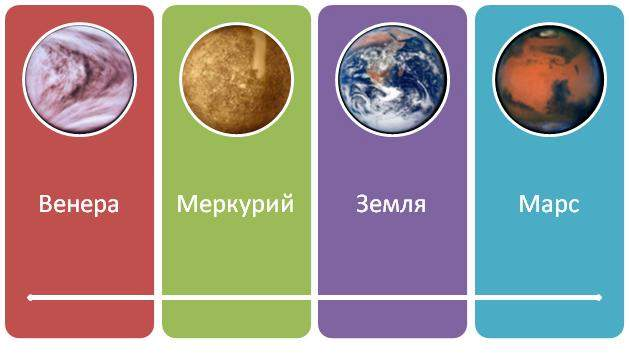 Венера
Меркурий
Земля
Марс